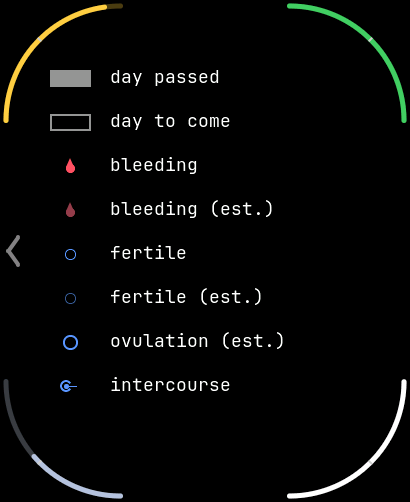 day passed
day to come
bleeding
bleeding (est.)
fertile
fertile (est.)
ovulation (est.)
intercourse